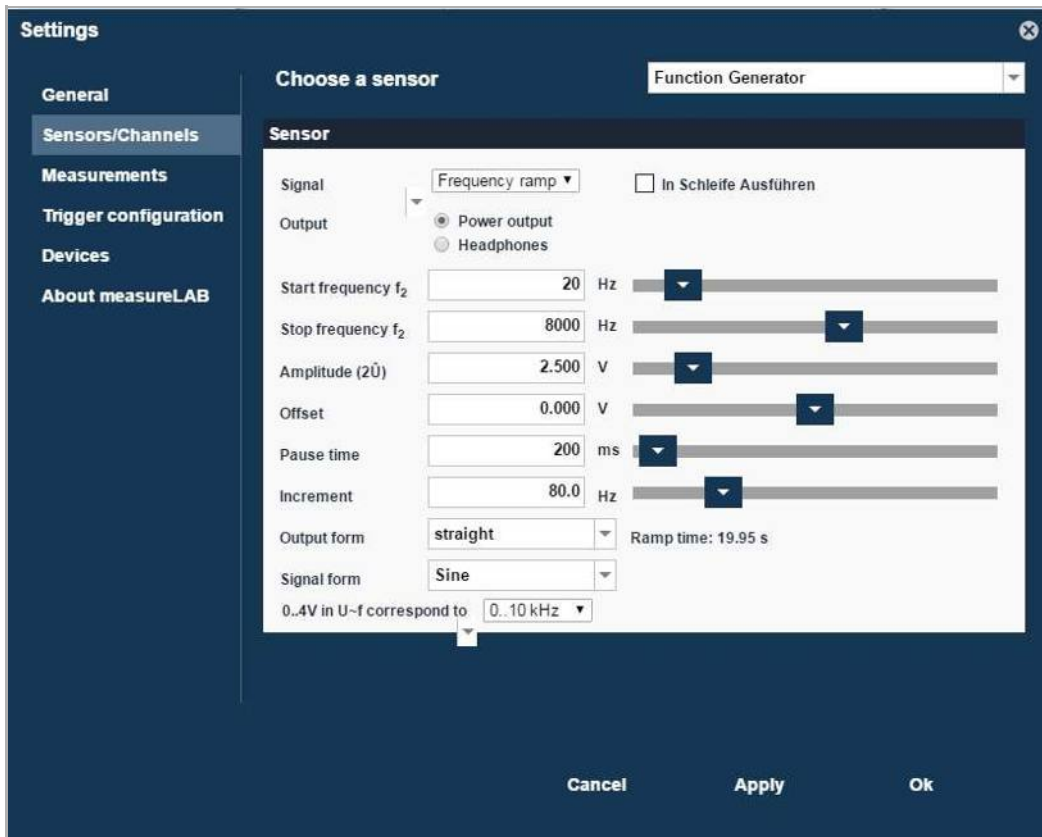 Settings
Choose a sensor
Function Generator
General
Sensors/Channels
Measurements
Trigger configuration
Devices
About measureLAB
Sensor
Signal
Frequency ramp
In Schleife Ausführen
Output
Power output
Headphones
Start frequency f₂ 20 Hz
Stop frequency f₂ 8000 Hz
Amplitude (2Û) 2.500 V
Offset 0.000 V
Pause time 200 ms
Increment 80.0 Hz
Output form straight Ramp time: 19.95 s
Signal form Sine
0..4V in U~f correspond to 0..10 kHz
Cancel Apply Ok